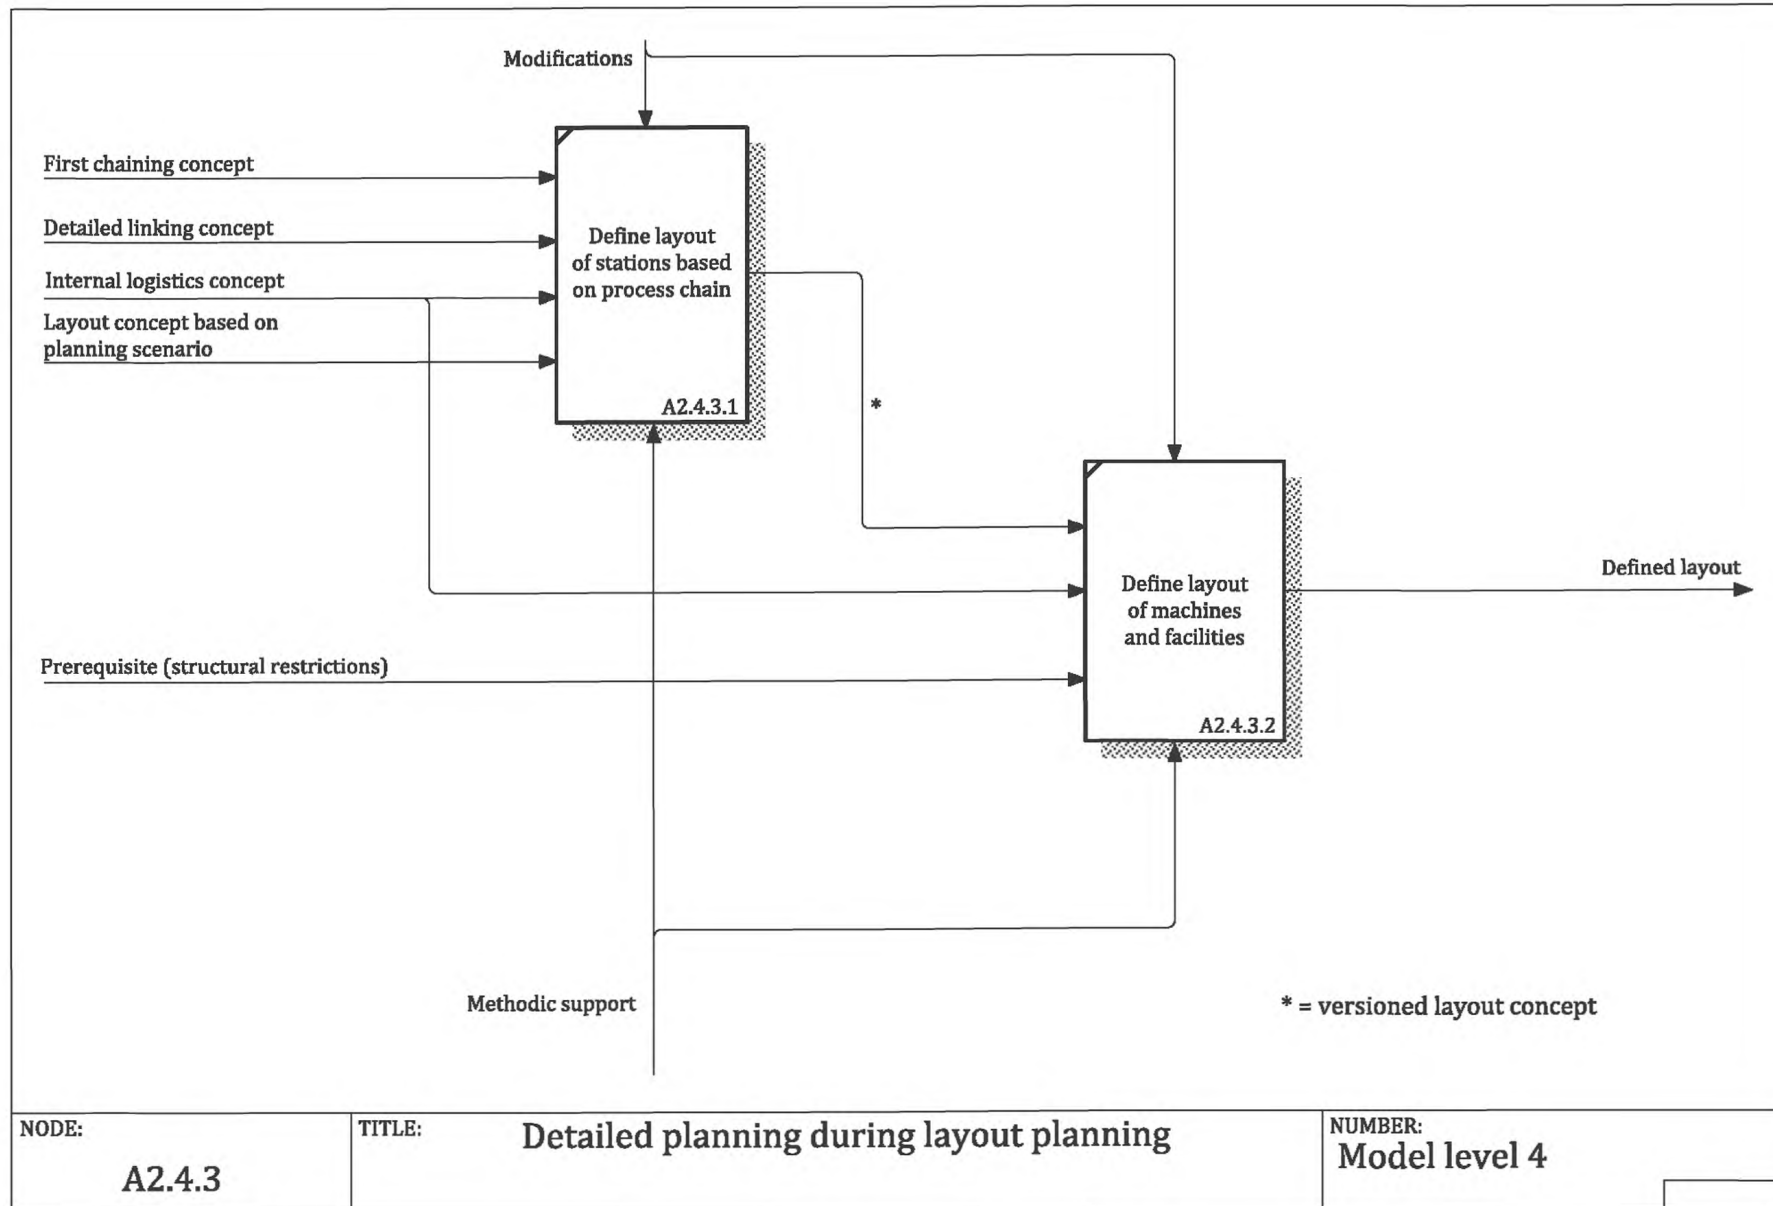 Modifications
First chaining concept
Detailed linking concept
Internal logistics concept
Layout concept based on
planning scenario
Define layout
of stations based
on process chain
A2.4.3.1
*
Define layout
of machines
and facilities
A2.4.3.2
Defined layout
Prerequisite (structural restrictions)
Methodic support
* = versioned layout concept
NODE:
A2.4.3
TITLE:
Detailed planning during layout planning
NUMBER:
Model level 4